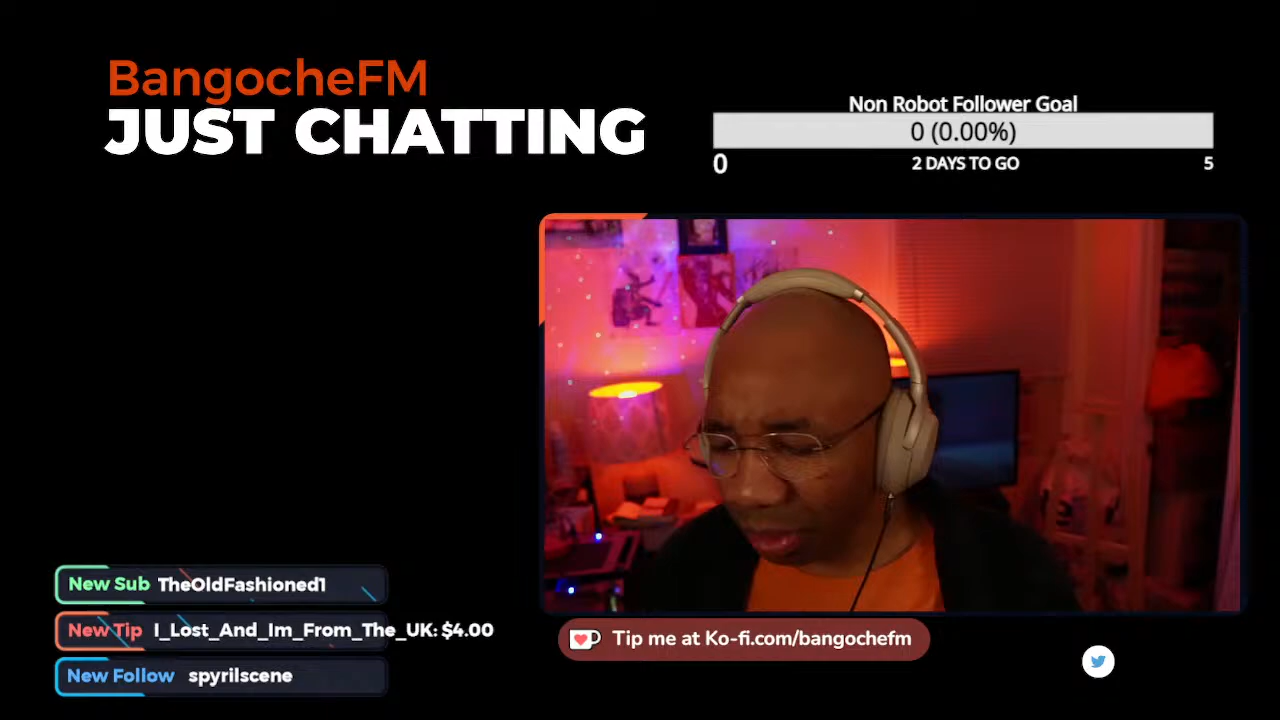 BangocheFM
JUST CHATTING
Non Robot Follower Goal
0 (0.00%)
0 2 DAYS TO GO 5
New Sub TheOldFashioned1
New Tip I_Lost_And_Im_From_The_UK: $4.00
New Follow spyrilscene
Tip me at Ko-fi.com/bangochefm